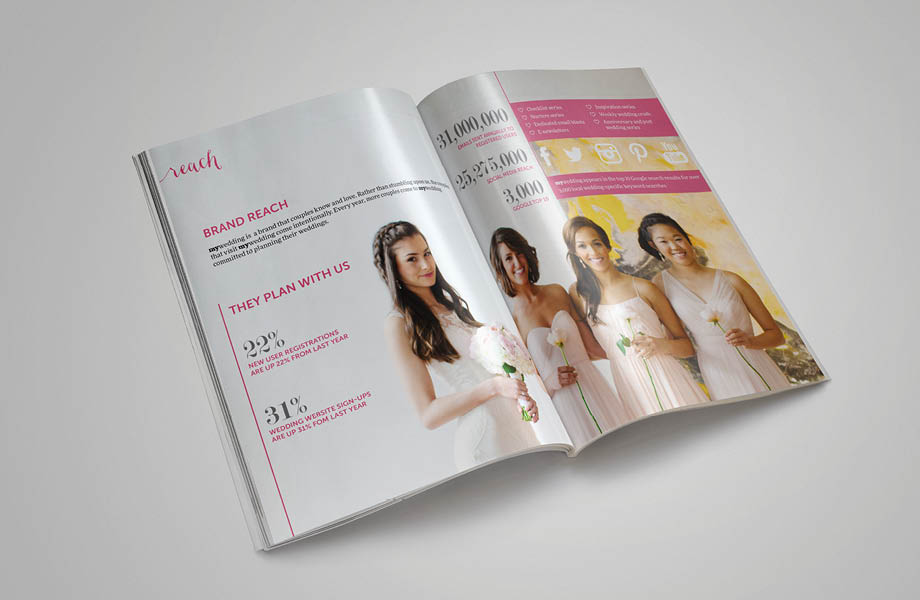 reach
BRAND REACH
mywedding is a brand that couples know and love. Rather than stumbling upon us, the
that visit mywedding come intentionally. Every year, more couples come to mywedding
committed to planning their weddings.
THEY PLAN WITH US
22%
NEW USER REGISTRATIONS
ARE UP 22% FROM LAST YEAR
31%
WEDDING WEBSITE SIGN-UPS
ARE UP 31% FOM LAST YEAR
31,000,000
EMAILS SENT ANNUALLY TO
REGISTERED USERS
25,275,000
SOCIAL MEDIA REACH
3,000
GOOGLE TOP 10
Checklist series
Nurture series
Dedicated email blasts
E-newsletters
Inspiration series
Weekly wedding crush
Anniversary and post
wedding series
You
Tube
mywedding appears in the top 10 Google search results for over
3,000 local wedding-specific keyword searches.